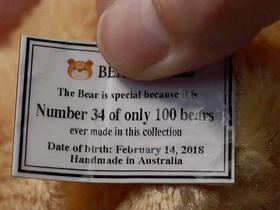 The Bear is special because it is
Number 34 of only 100 bears
ever made in this collection
Date of birth: February 14, 2018
Handmade in Australia